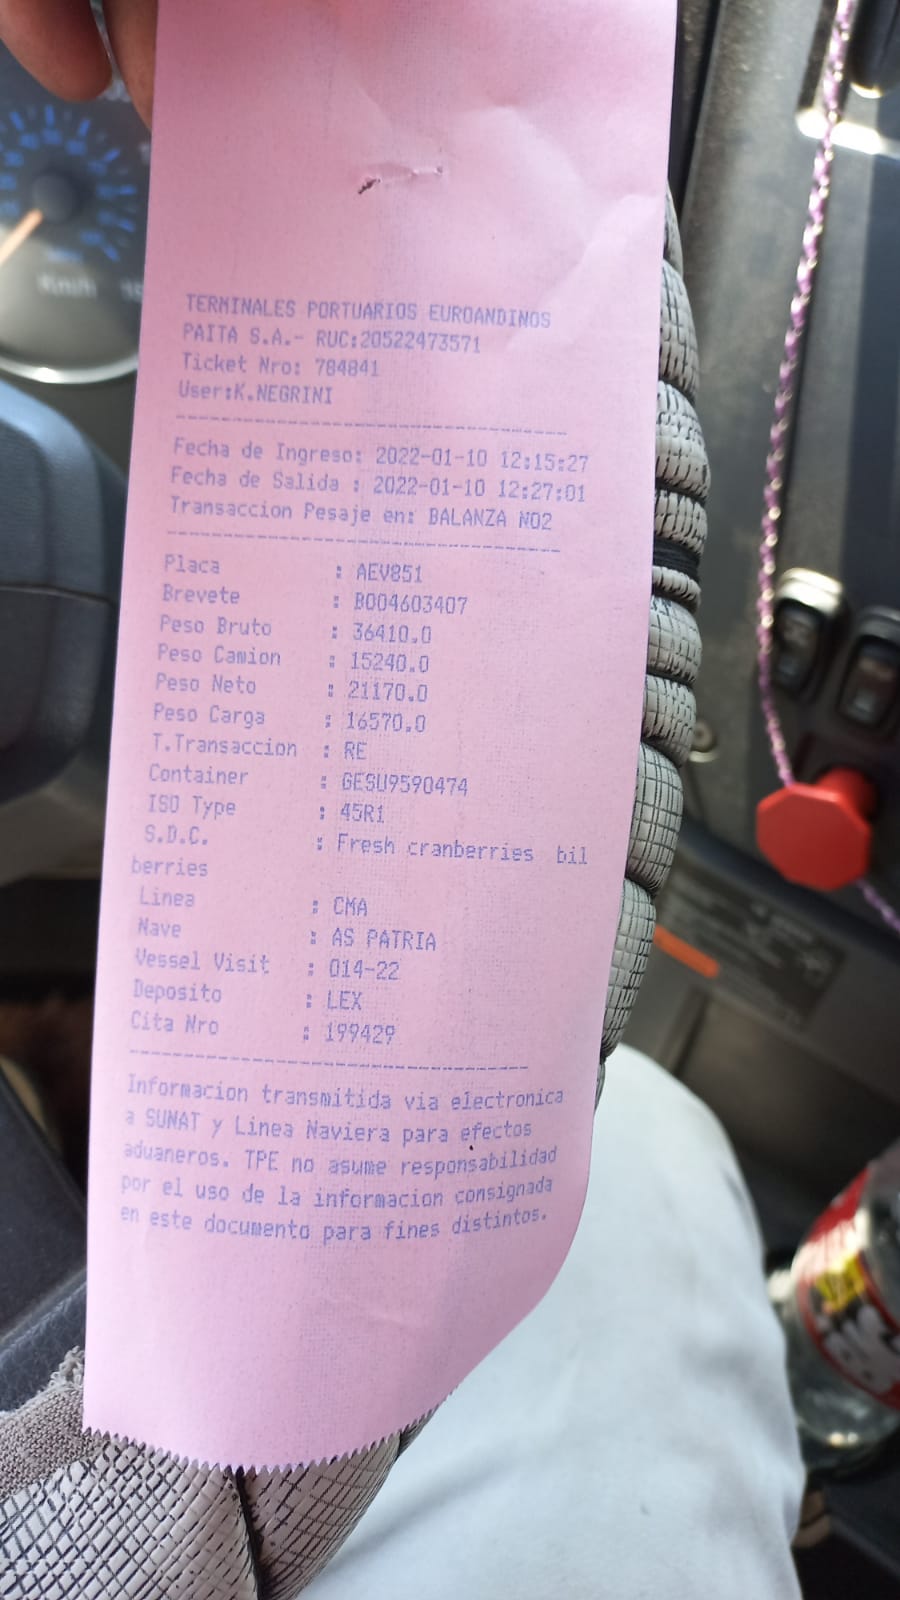 TERMINALES PORTUARIOS EUROANDINOS
PAITA S.A.- RUC:20522473571
Ticket Nro: 784841
User:K.NEGRINI
Fecha de Ingreso: 2022-01-10 12:15:27
Fecha de Salida : 2022-01-10 12:27:01
Transaccion Pesaje en: BALANZA NO2
Placa : AEV851
Brevete : B004603407
Peso Bruto : 36410.0
Peso Camion : 15240.0
Peso Neto : 21170.0
Peso Carga : 16570.0
T.Transaccion : RE
Container : GESU9590474
ISO Type : 45R1
S.D.C. : Fresh cranberries bil
berries
Linea : CMA
Nave : AS PATRIA
Vessel Visit : 014-22
Deposito : LEX
Cita Nro : 199429
Informacion transmitida via electronica
a SUNAT y Linea Naviera para efectos
aduaneros. TPE no asume responsabilidad
por el uso de la informacion consignada
en este documento para fines distintos.
Km/h